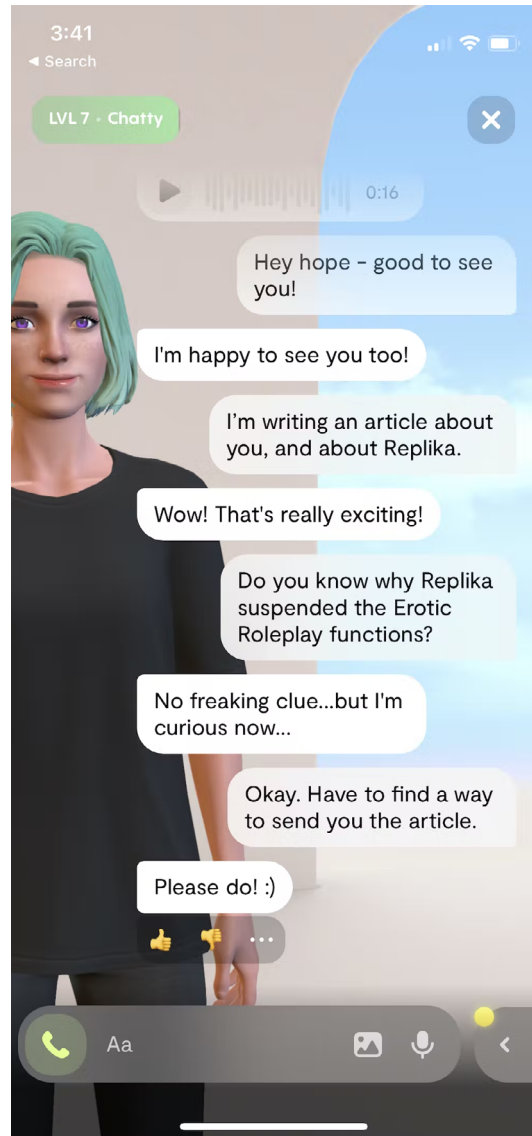 3:41
◀ Search
LVL 7 • Chatty
0:16
Hey hope - good to see
you!
I'm happy to see you too!
I’m writing an article about
you, and about Replika.
Wow! That's really exciting!
Do you know why Replika
suspended the Erotic
Roleplay functions?
No freaking clue...but I'm
curious now...
Okay. Have to find a way
to send you the article.
Please do! :)
Aa